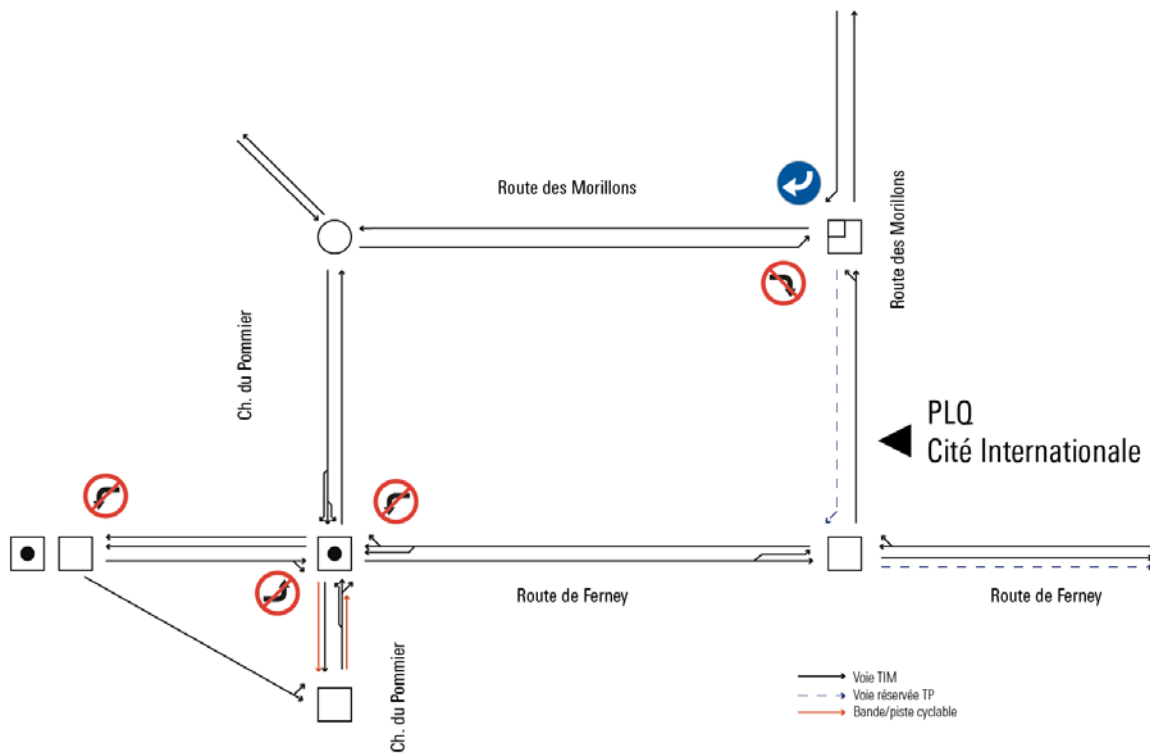 Route des Morillons
Route des Morillons
Ch. du Pommier
PLQ
Cité Internationale
Route de Ferney
Route de Ferney
Ch. du Pommier
Voie TIM
Voie réservée TP
Bande/piste cyclable